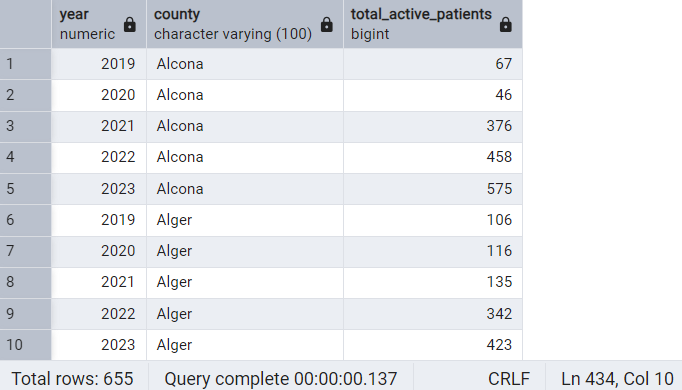 year county total_active_patients
numeric character varying (100) bigint
1 2019 Alcona 67
2 2020 Alcona 46
3 2021 Alcona 376
4 2022 Alcona 458
5 2023 Alcona 575
6 2019 Alger 106
7 2020 Alger 116
8 2021 Alger 135
9 2022 Alger 342
10 2023 Alger 423
Total rows: 655 Query complete 00:00:00.137 CRLF Ln 434, Col 10